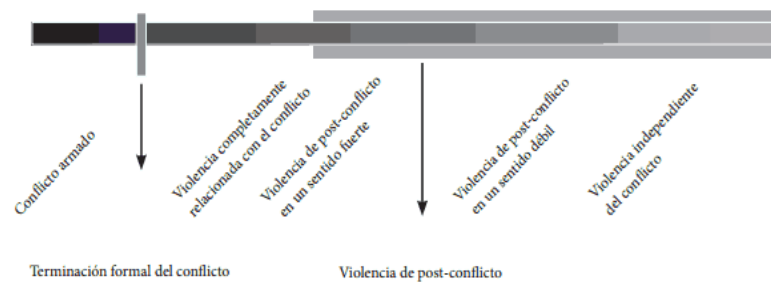 Conflicto armado
Violencia completamente
relacionada con el conflicto
Violencia de post-conflicto
en un sentido fuerte
Violencia de post-conflicto
en un sentido débil
Violencia independiente
del conflicto
Terminación formal del conflicto
Violencia de post-conflicto